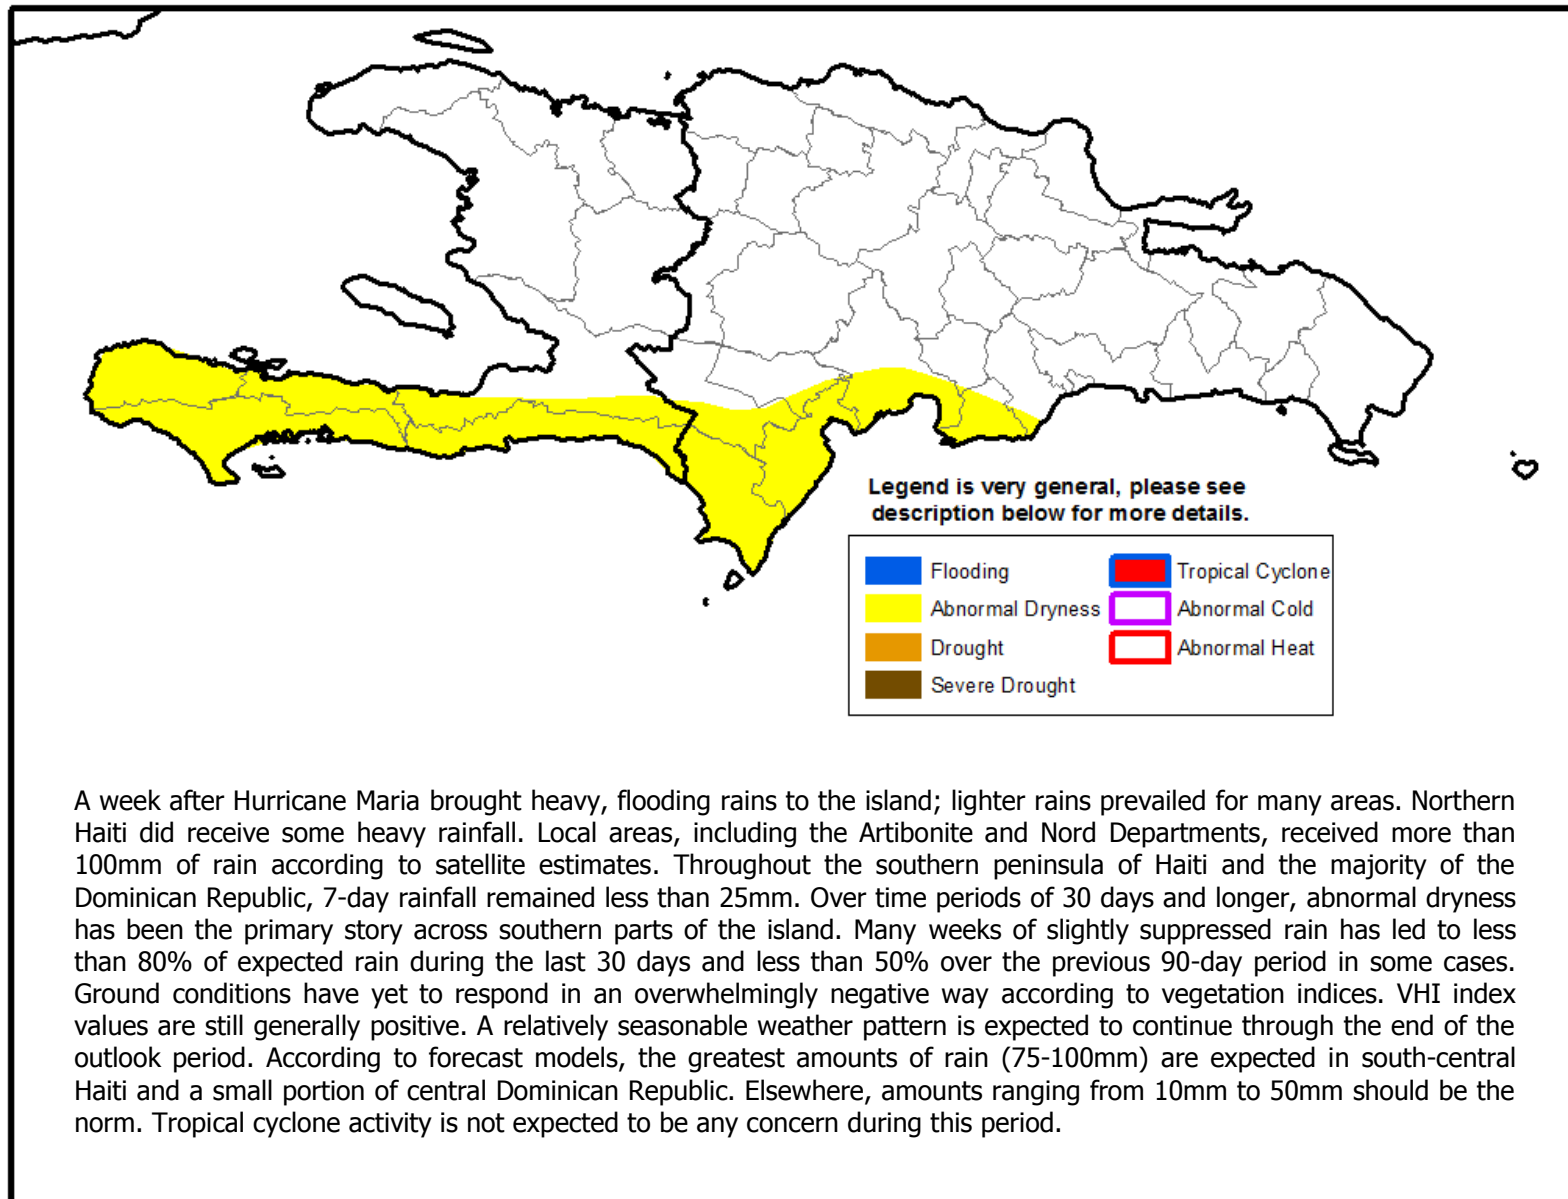 Legend is very general, please see
description below for more details.
Flooding
Tropical Cyclone
Abnormal Dryness
Abnormal Cold
Drought
Abnormal Heat
Severe Drought
A week after Hurricane Maria brought heavy, flooding rains to the island; lighter rains prevailed for many areas. Northern
Haiti did receive some heavy rainfall. Local areas, including the Artibonite and Nord Departments, received more than
100mm of rain according to satellite estimates. Throughout the southern peninsula of Haiti and the majority of the
Dominican Republic, 7-day rainfall remained less than 25mm. Over time periods of 30 days and longer, abnormal dryness
has been the primary story across southern parts of the island. Many weeks of slightly suppressed rain has led to less
than 80% of expected rain during the last 30 days and less than 50% over the previous 90-day period in some cases.
Ground conditions have yet to respond in an overwhelmingly negative way according to vegetation indices. VHI index
values are still generally positive. A relatively seasonable weather pattern is expected to continue through the end of the
outlook period. According to forecast models, the greatest amounts of rain (75-100mm) are expected in south-central
Haiti and a small portion of central Dominican Republic. Elsewhere, amounts ranging from 10mm to 50mm should be the
norm. Tropical cyclone activity is not expected to be any concern during this period.